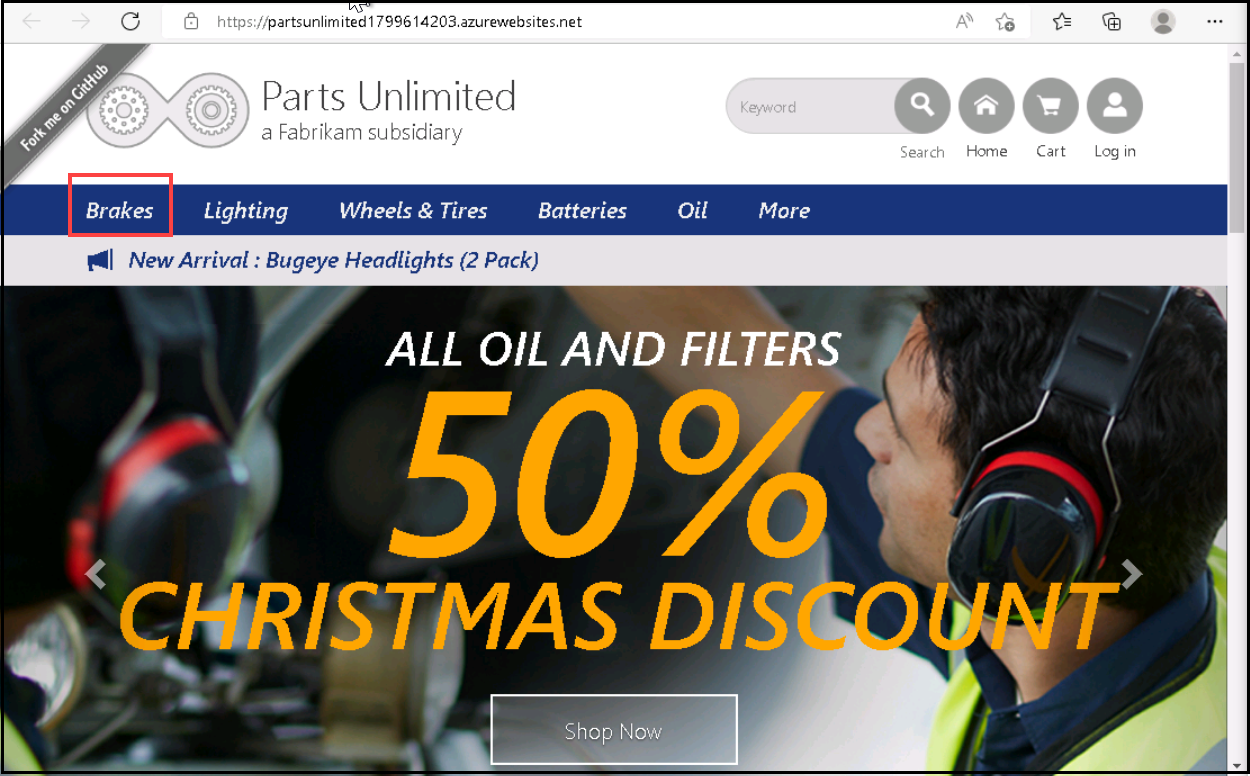 https://partsunlimited1799614203.azurewebsites.net
Fork me on GitHub
Parts Unlimited
a Fabrikam subsidiary
Keyword
Search Home Cart Log in
Brakes Lighting Wheels & Tires Batteries Oil More
New Arrival : Bugeye Headlights (2 Pack)
ALL OIL AND FILTERS
50%
CHRISTMAS DISCOUNT
Shop Now